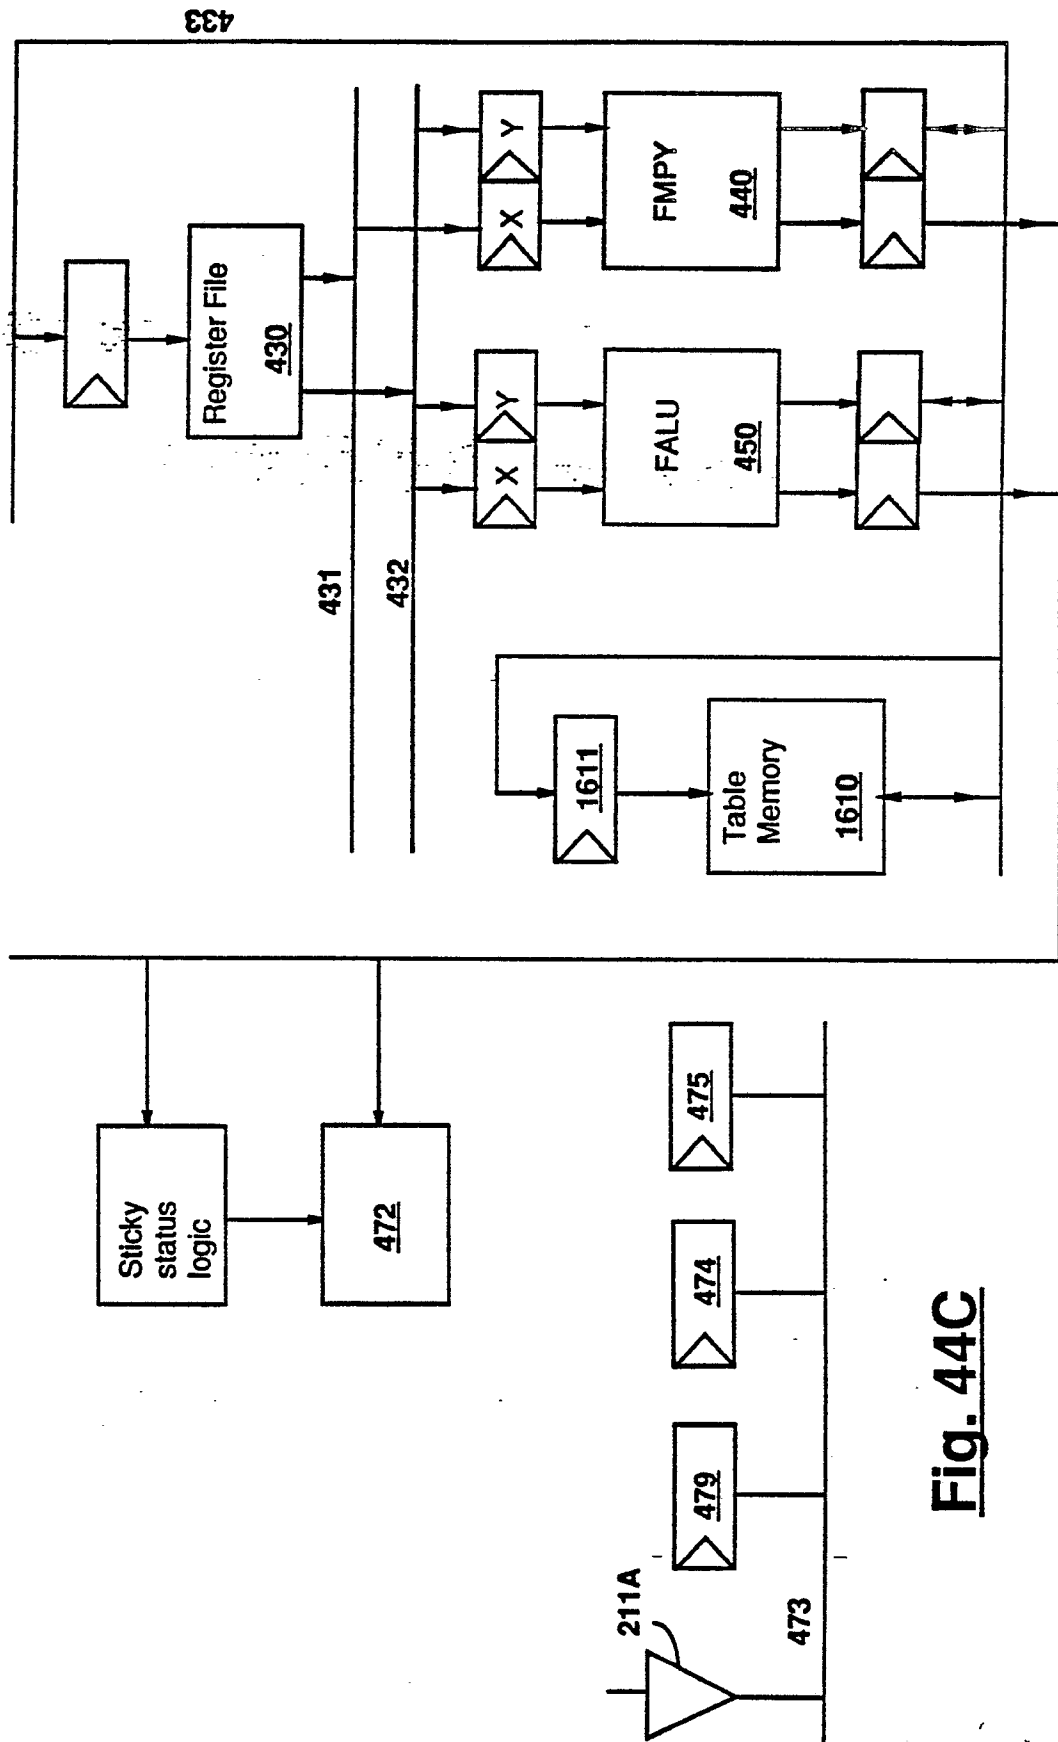 433
Register File
430
431
432
X
Y
X
Y
FALU
450
FMPY
440
1611
Table
Memory
1610
Sticky
status
logic
472
475
474
479
211A
473
Fig. 44C